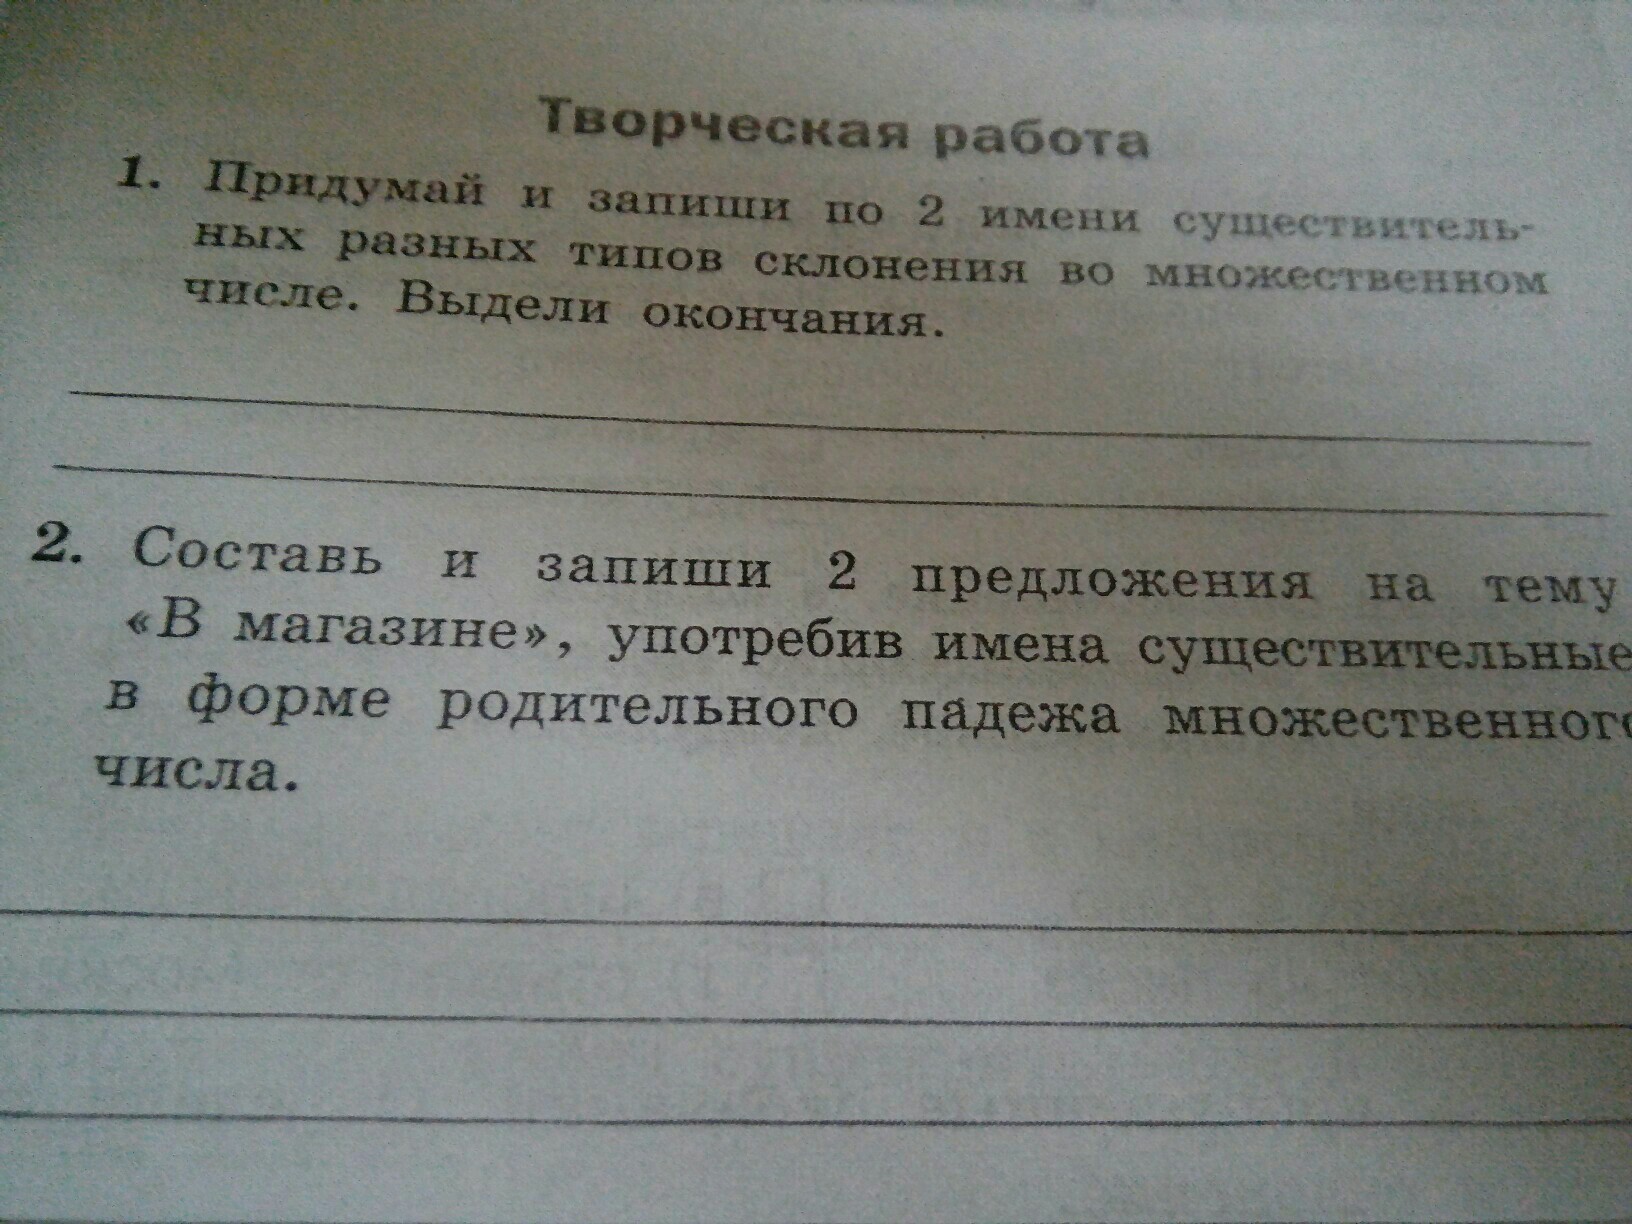 Творческая работа
1. Придумай и запиши по 2 имени существитель-
ных разных типов склонения во множественном
числе. Выдели окончания.
2. Составь и запиши 2 предложения на тему
«В магазине», употребив имена существительные
в форме родительного падежа множественного
числа.